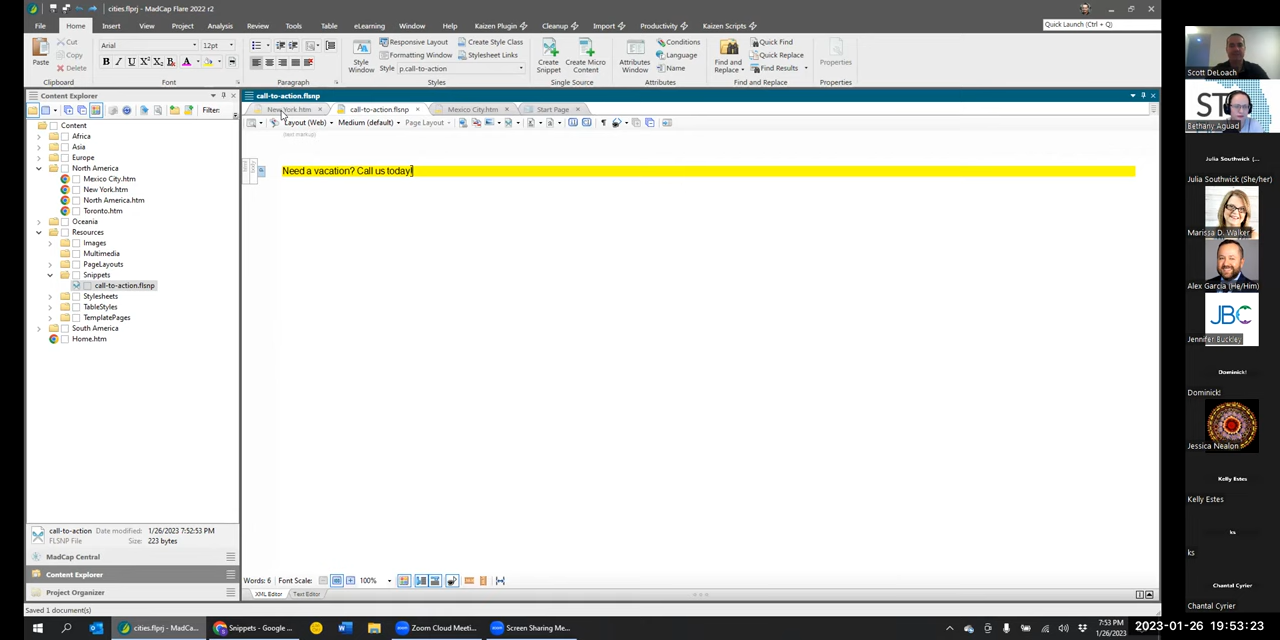 cities.flprj - MadCap Flare 2022 r2
File Home Insert View Project Analysis Review Tools Table eLearning Window Help Kaizen Plugin Cleanup Import Productivity Kaizen Scripts
Quick Launch (Ctrl + Q)
Paste
Cut
Copy
Delete
Clipboard
Arial 12pt
B I U X² X₂ B A
Font
Paragraph
Style Window
Responsive Layout
Formatting Window
Style p.call-to-action
Create Style Class
Stylesheet Links
Styles
Create Snippet
Create Micro Content
Single Source
Attributes Window
Conditions
Language
Name
Attributes
Find and Replace
Quick Find
Quick Replace
Find Results
Find and Replace
Properties
Properties
Content Explorer
Filter:
Content
Africa
Asia
Europe
North America
Mexico City.htm
New York.htm
North America.htm
Toronto.htm
Oceania
Resources
Images
Multimedia
PageLayouts
Snippets
call-to-action.flsnp
Stylesheets
TableStyles
TemplatePages
South America
Home.htm
call-to-action Date modified: 1/26/2023 7:52:53 PM
FLSNP File Size: 223 bytes
MadCap Central
Content Explorer
Project Organizer
Saved 1 document(s)
call-to-action.flsnp
New York.htm call-to-action.flsnp Mexico City.htm Start Page
Layout (Web) Medium (default) Page Layout
Need a vacation? Call us today!
Words: 6 Font Scale: 100%
XML Editor Text Editor
cities.flprj - MadCa... Snippets - Google ... Zoom Cloud Meeti... Screen Sharing Me...
7:53 PM
1/26/2023
2023-01-26 19:53:23
Scott DeLoach
ST
Bethany Aguad
Julia Southwick (She/her)
Julia Southwick (She/her)
Marissa D. Walker
Alex Garcia (He/Him)
JBC
Jennifer Buckley
Dominick!
Dominick!
Jessica Nealon
Kelly Estes
Kelly Estes
ks
ks
Chantal Cyrier
Chantal Cyrier